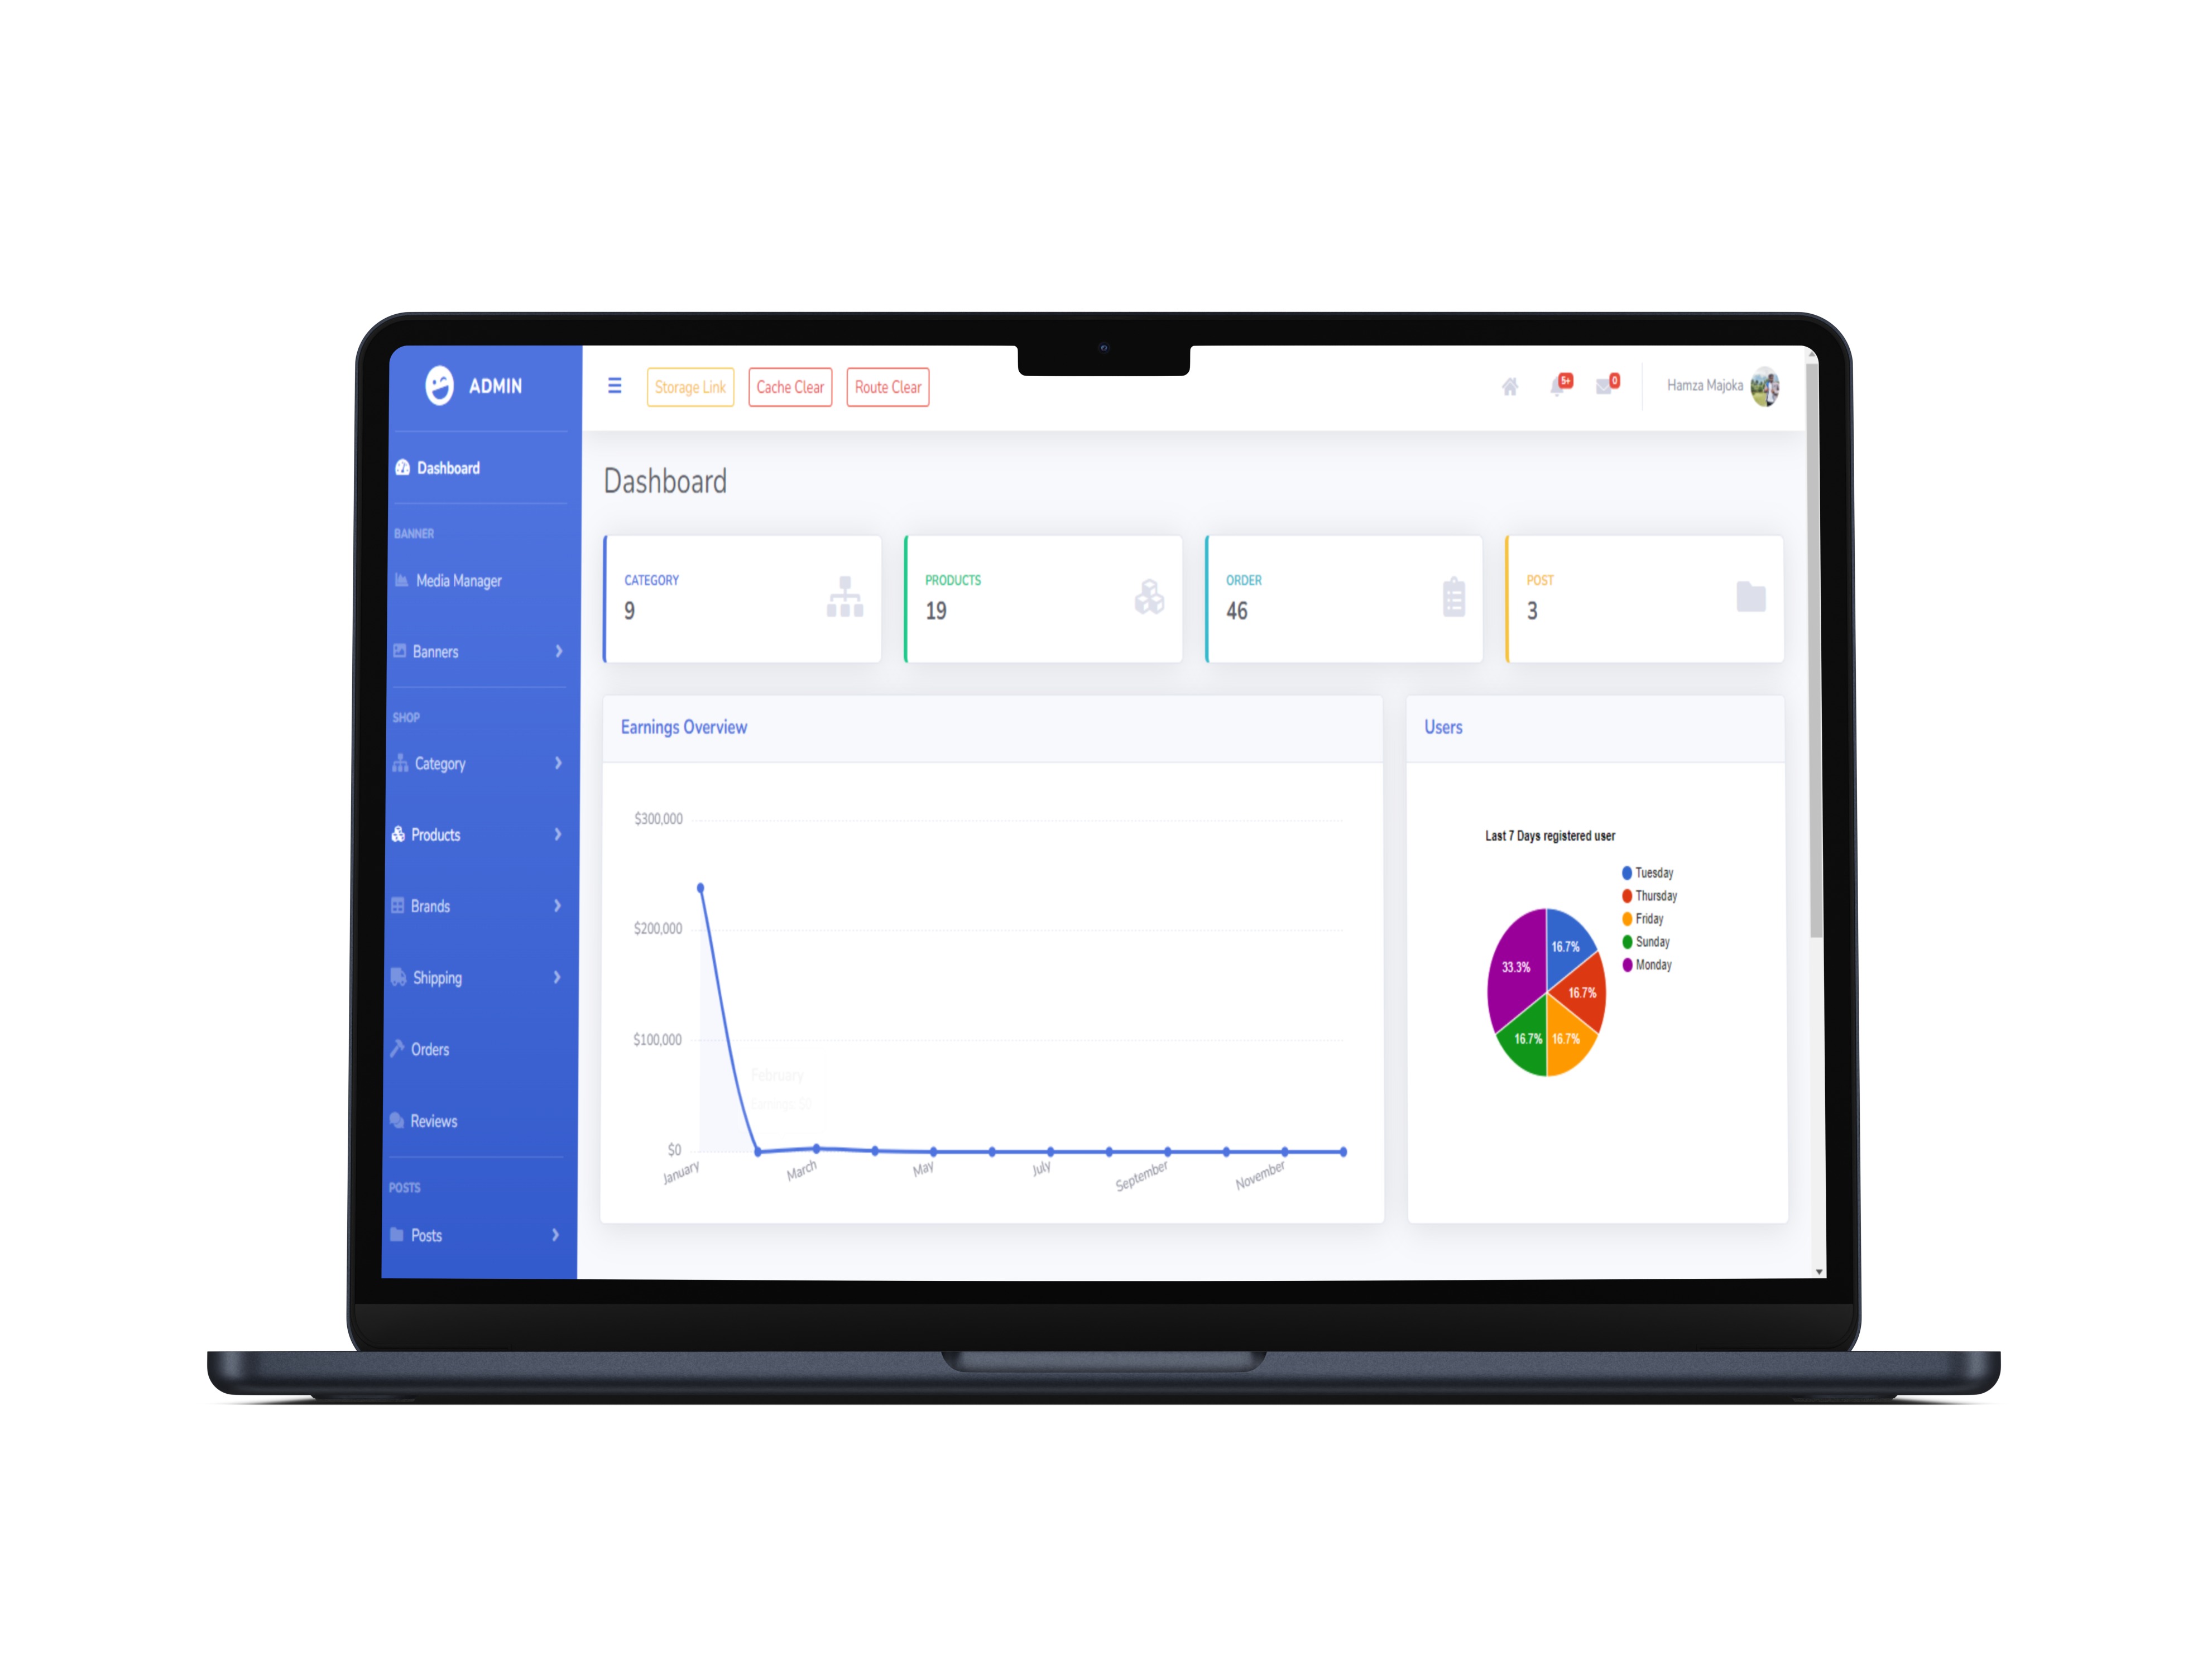 ADMIN
Storage Link
Cache Clear
Route Clear
5+
0
Hamza Majoka
Dashboard
BANNER
Media Manager
Banners
SHOP
Category
Products
Brands
Shipping
Orders
Reviews
POSTS
Posts
Dashboard
CATEGORY
9
PRODUCTS
19
ORDER
46
POST
3
Earnings Overview
$300,000
$200,000
$100,000
$0
February
Earnings: $0
January
March
May
July
September
November
Users
Last 7 Days registered user
Tuesday
Thursday
Friday
Sunday
Monday
16.7%
33.3%
16.7%
16.7%
16.7%